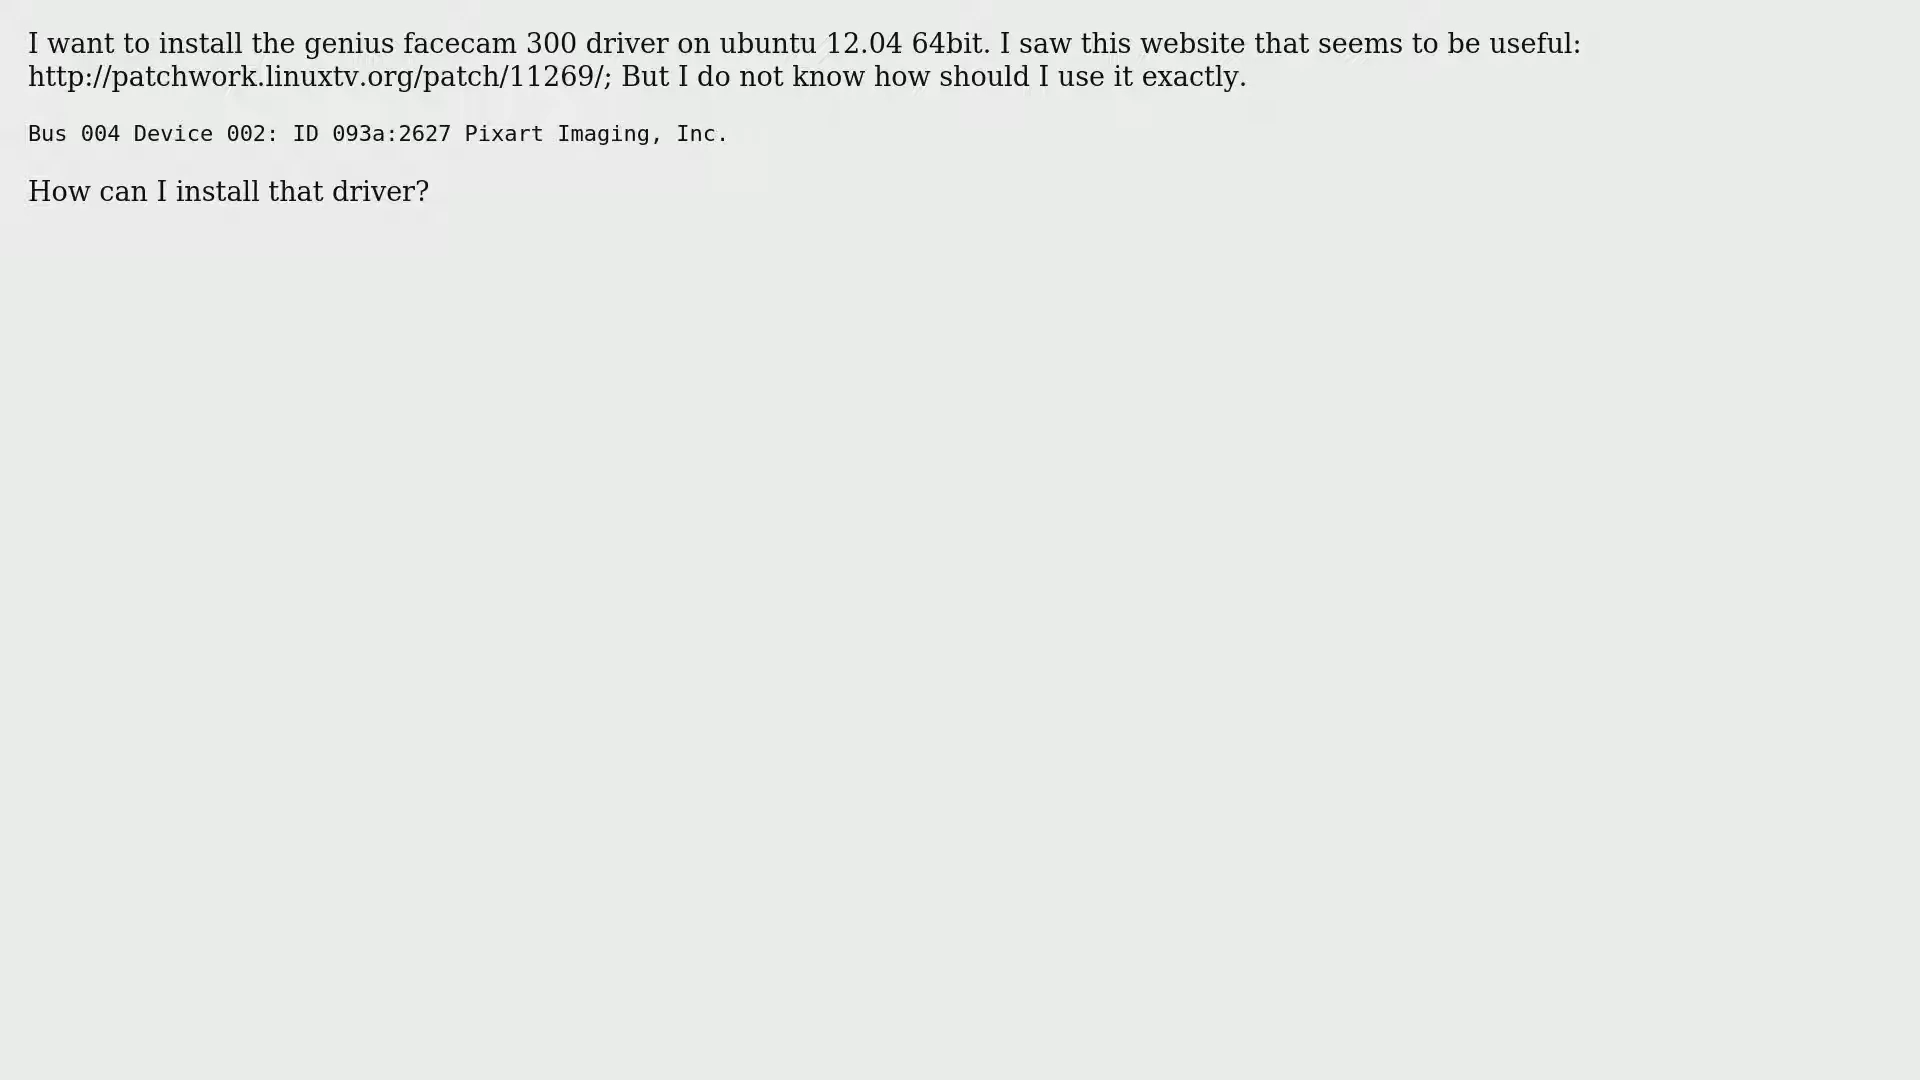 I want to install the genius facecam 300 driver on ubuntu 12.04 64bit. I saw this website that seems to be useful:
http://patchwork.linuxtv.org/patch/11269/; But I do not know how should I use it exactly.
Bus 004 Device 002: ID 093a:2627 Pixart Imaging, Inc.
How can I install that driver?